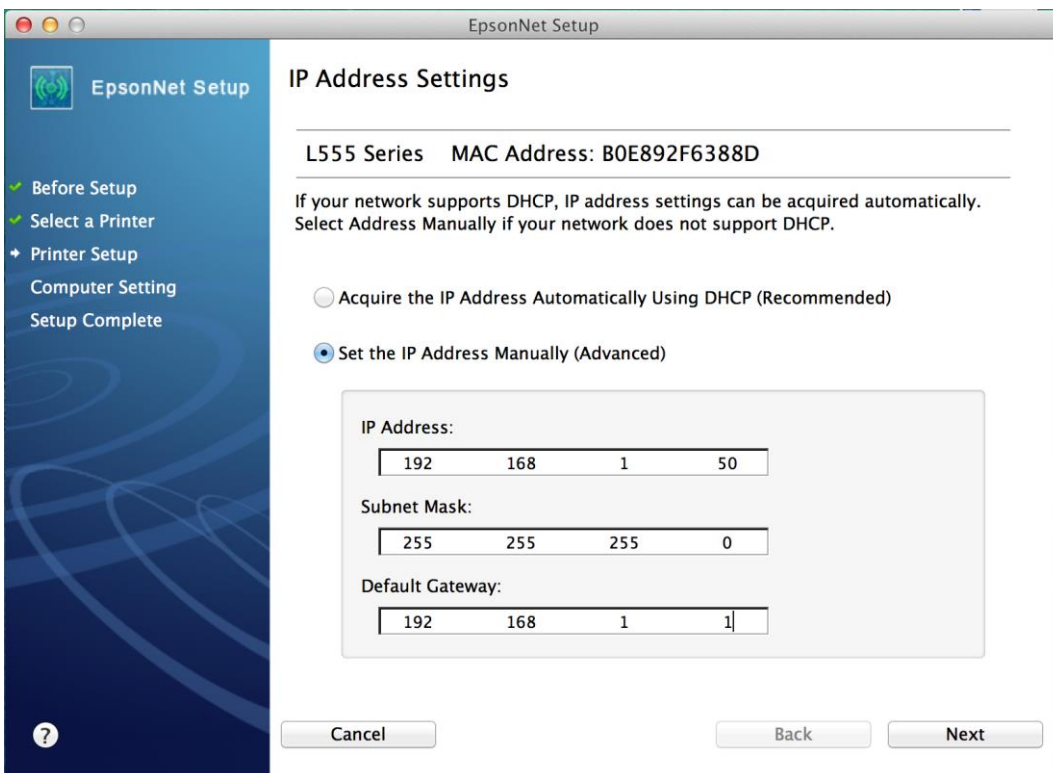 EpsonNet Setup
EpsonNet Setup
Before Setup
Select a Printer
Printer Setup
Computer Setting
Setup Complete
?
IP Address Settings
L555 Series MAC Address: B0E892F6388D
If your network supports DHCP, IP address settings can be acquired automatically.
Select Address Manually if your network does not support DHCP.
Acquire the IP Address Automatically Using DHCP (Recommended)
Set the IP Address Manually (Advanced)
IP Address:
192 168 1 50
Subnet Mask:
255 255 255 0
Default Gateway:
192 168 1 1
Cancel Back Next